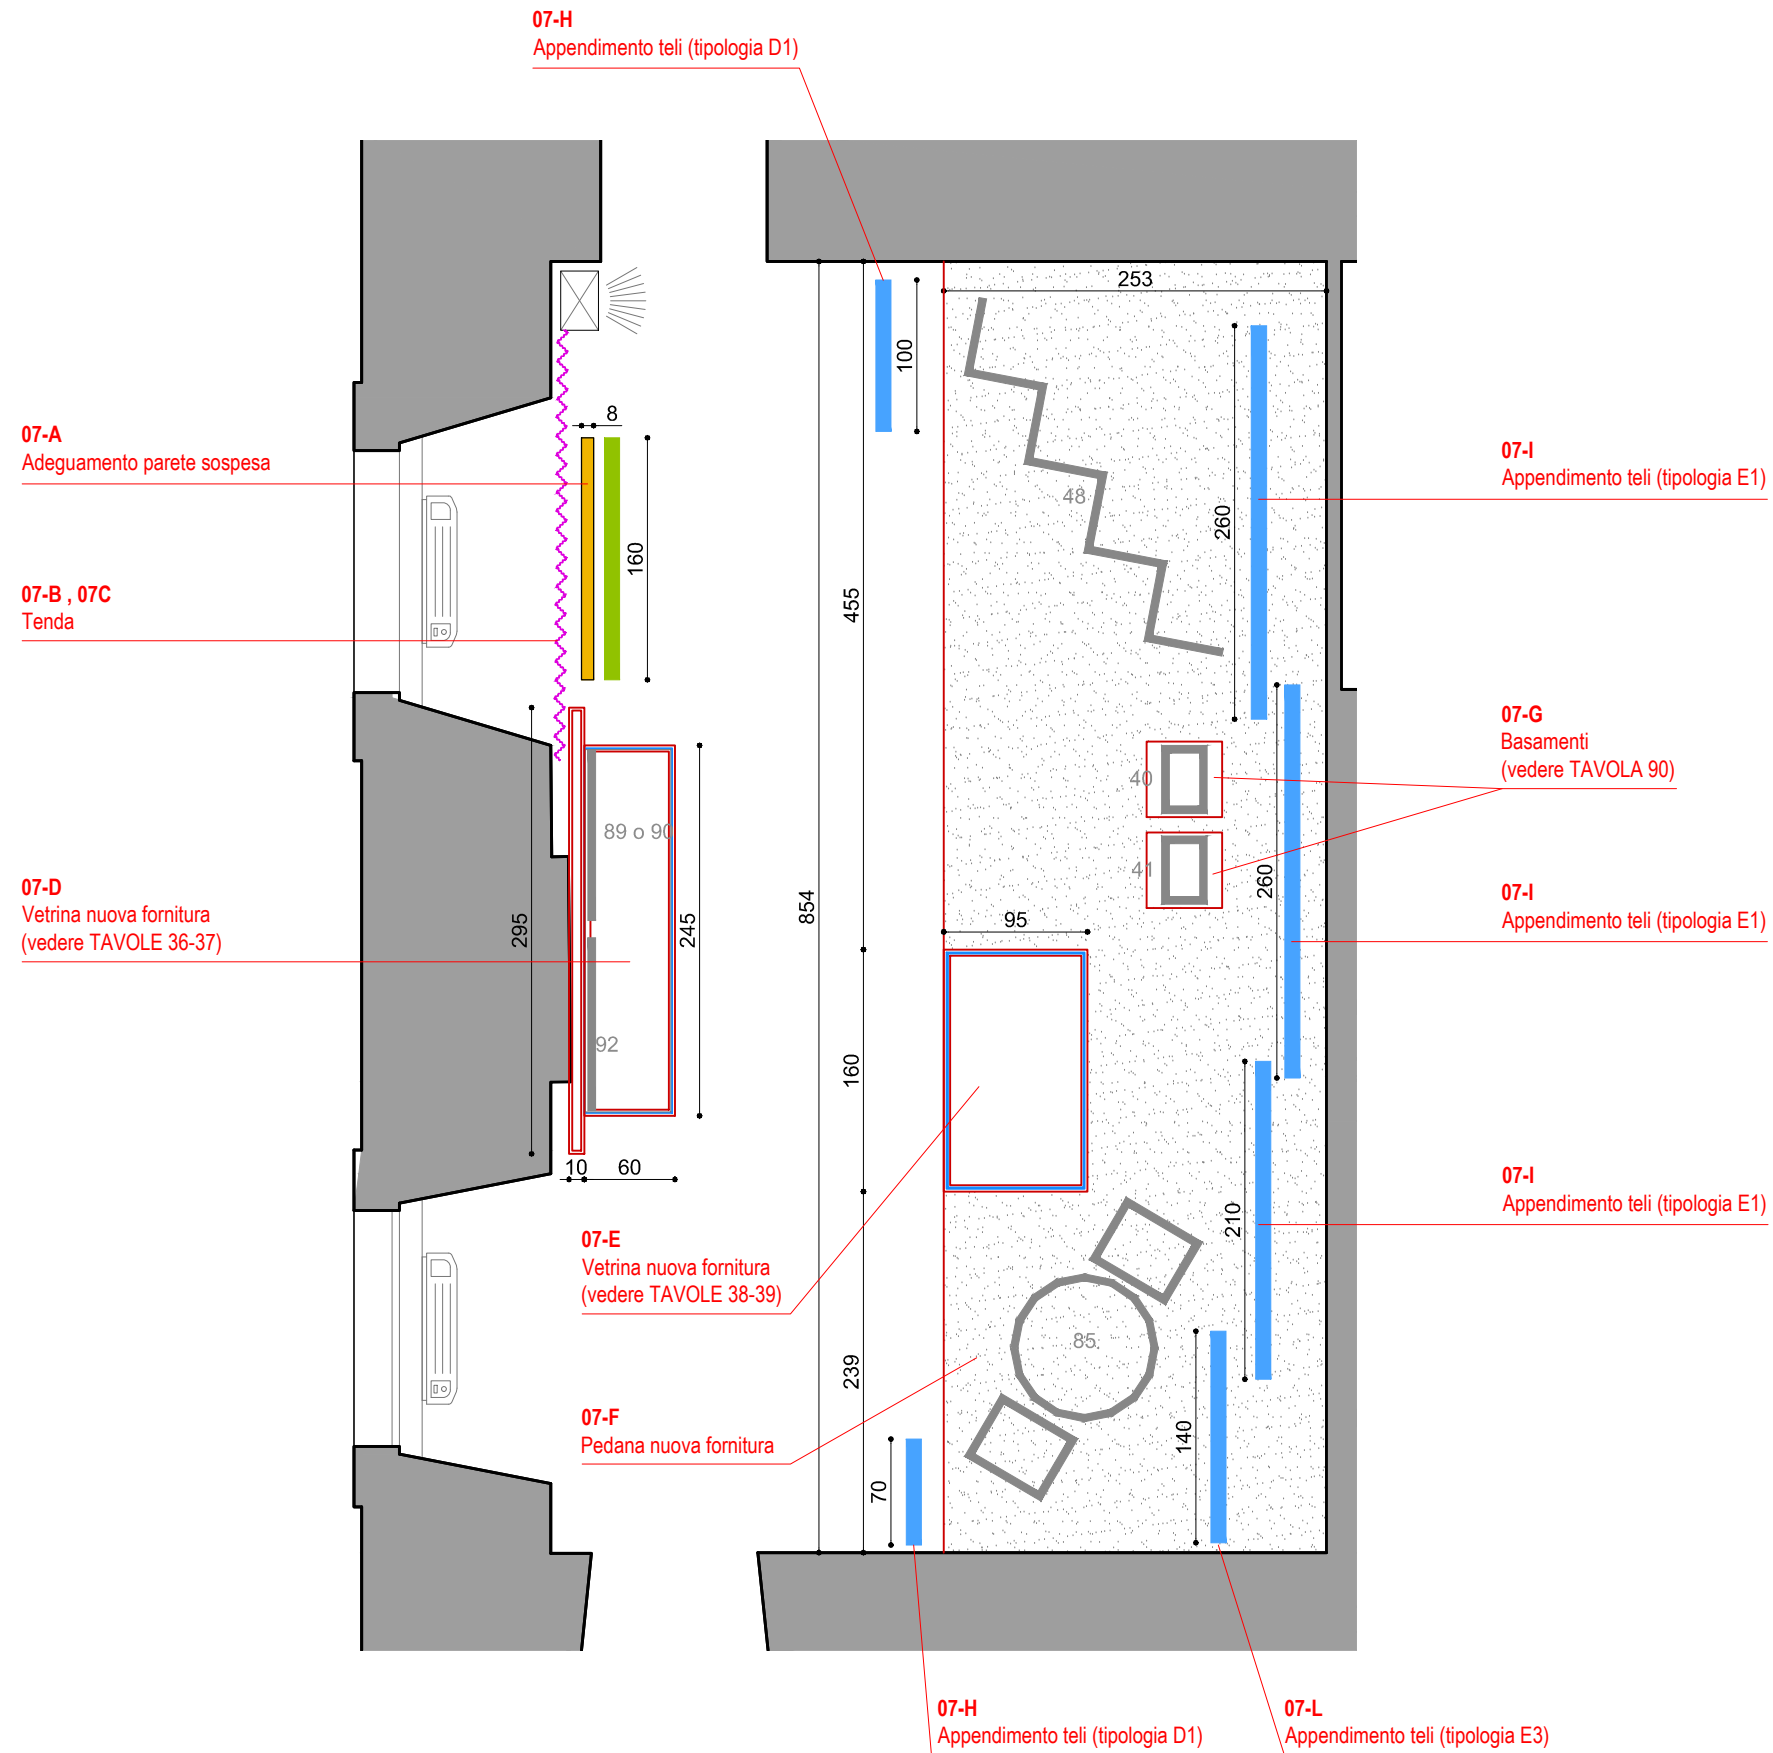 07-H
Appendimento teli (tipologia D1)
253
100
8
07-A
Adeguamento parete sospesa
07-I
Appendimento teli (tipologia E1)
48
260
160
455
07-B , 07C
Tenda
07-G
Basamenti
(vedere TAVOLA 90)
40
89 o 90
41
260
07-D
Vetrina nuova fornitura
(vedere TAVOLE 36-37)
07-I
Appendimento teli (tipologia E1)
295
245
854
95
92
160
10
60
07-I
Appendimento teli (tipologia E1)
210
07-E
Vetrina nuova fornitura
(vedere TAVOLE 38-39)
85
239
07-F
Pedana nuova fornitura
140
70
07-H
Appendimento teli (tipologia D1)
07-L
Appendimento teli (tipologia E3)